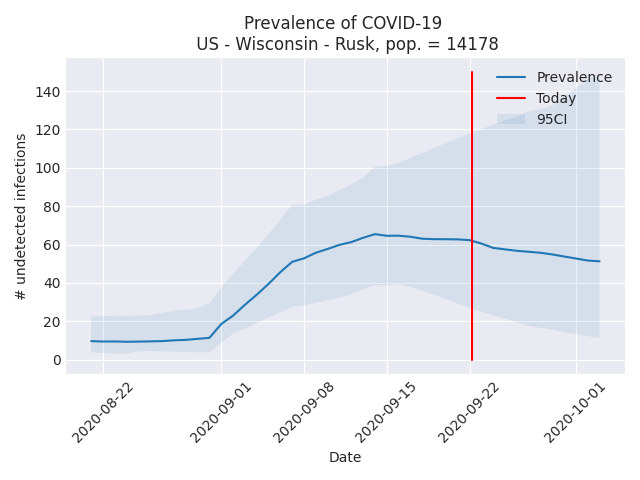 Prevalence of COVID-19
US - Wisconsin - Rusk, pop. = 14178
Prevalence
Today
95CI
140
120
100
80
60
40
20
0
# undetected infections
2020-08-22
2020-09-01
2020-09-08
2020-09-15
2020-09-22
2020-10-01
Date